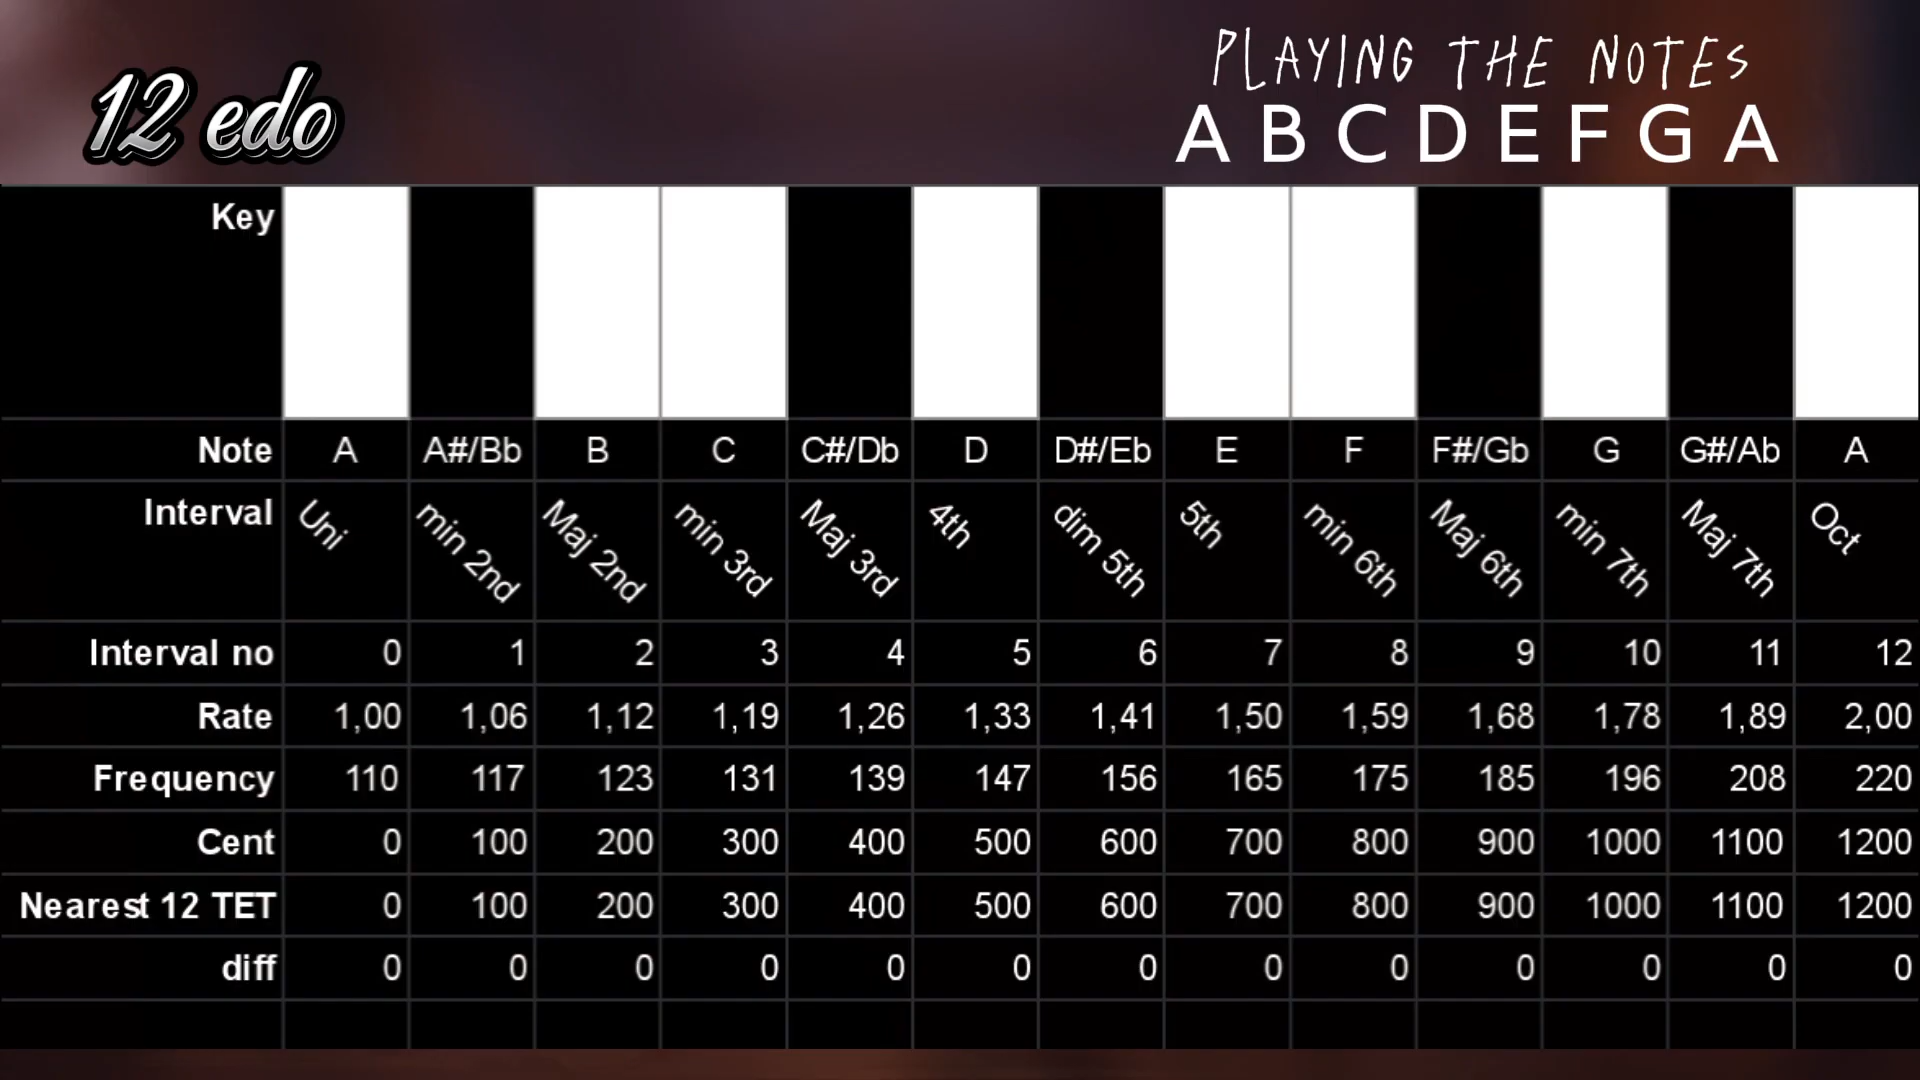 12 edo
PLAYING THE NOTES
A B C D E F G A
Key
Note A A#/Bb B C C#/Db D D#/Eb E F F#/Gb G G#/Ab A
Interval Uni min 2nd Maj 2nd min 3rd Maj 3rd 4th dim 5th 5th min 6th Maj 6th min 7th Maj 7th Oct
Interval no 0 1 2 3 4 5 6 7 8 9 10 11 12
Rate 1,00 1,06 1,12 1,19 1,26 1,33 1,41 1,50 1,59 1,68 1,78 1,89 2,00
Frequency 110 117 123 131 139 147 156 165 175 185 196 208 220
Cent 0 100 200 300 400 500 600 700 800 900 1000 1100 1200
Nearest 12 TET 0 100 200 300 400 500 600 700 800 900 1000 1100 1200
diff 0 0 0 0 0 0 0 0 0 0 0 0 0